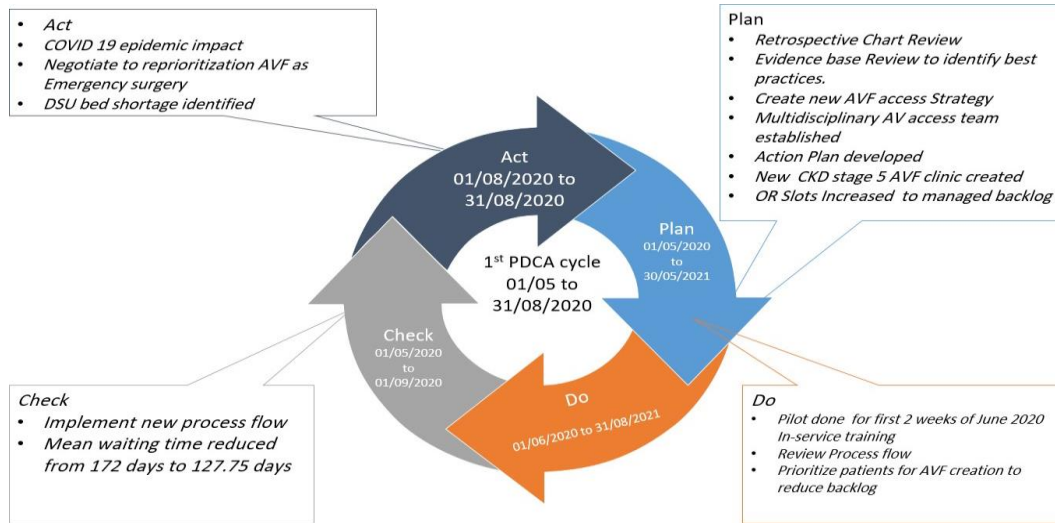 • Act
• COVID 19 epidemic impact
• Negotiate to reprioritization AVF as
Emergency surgery
• DSU bed shortage identified
Plan
• Retrospective Chart Review
• Evidence base Review to identify best
practices.
• Create new AVF access Strategy
• Multidisciplinary AV access team
established
• Action Plan developed
• New CKD stage 5 AVF clinic created
• OR Slots Increased to managed backlog
Act
01/08/2020 to
31/08/2020
Plan
01/05/2020
to
30/05/2021
1st PDCA cycle
01/05 to
31/08/2020
Check
01/05/2020
to
01/09/2020
Do
01/06/2020 to 31/08/2021
Check
• Implement new process flow
• Mean waiting time reduced
from 172 days to 127.75 days
Do
• Pilot done for first 2 weeks of June 2020
In-service training
• Review Process flow
• Prioritize patients for AVF creation to
reduce backlog